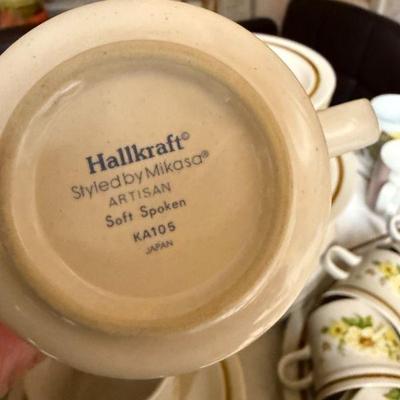 Hallkraft©
Styled by Mikasa®
ARTISAN
Soft Spoken
KA105
JAPAN